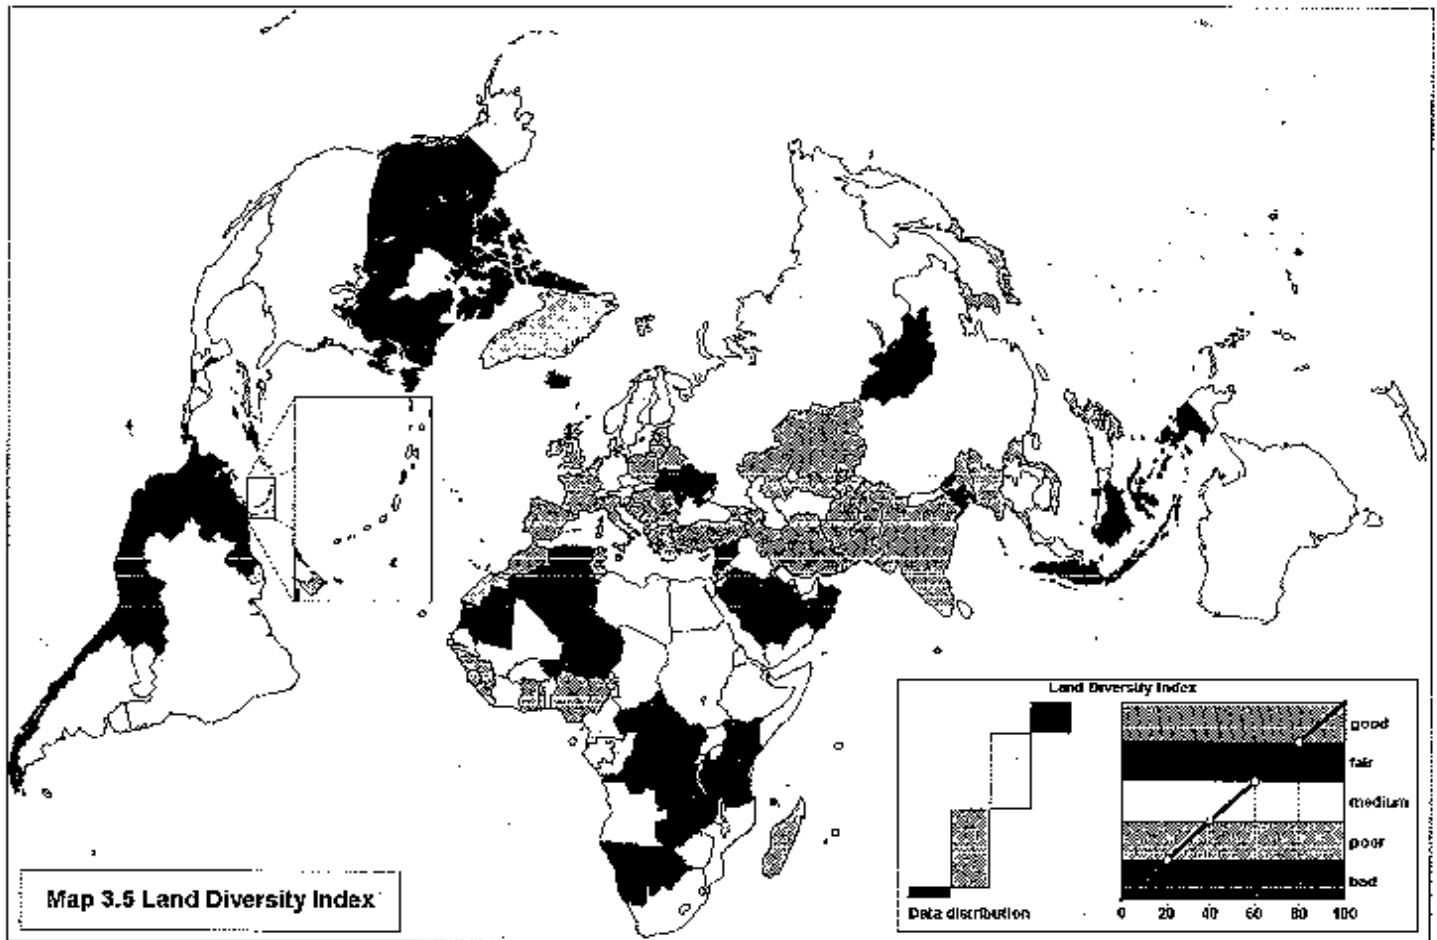 Land Diversity Index
good
fair
medium
poor
bad
0 20 40 60 80 100
Data distribution
Map 3.5 Land Diversity Index